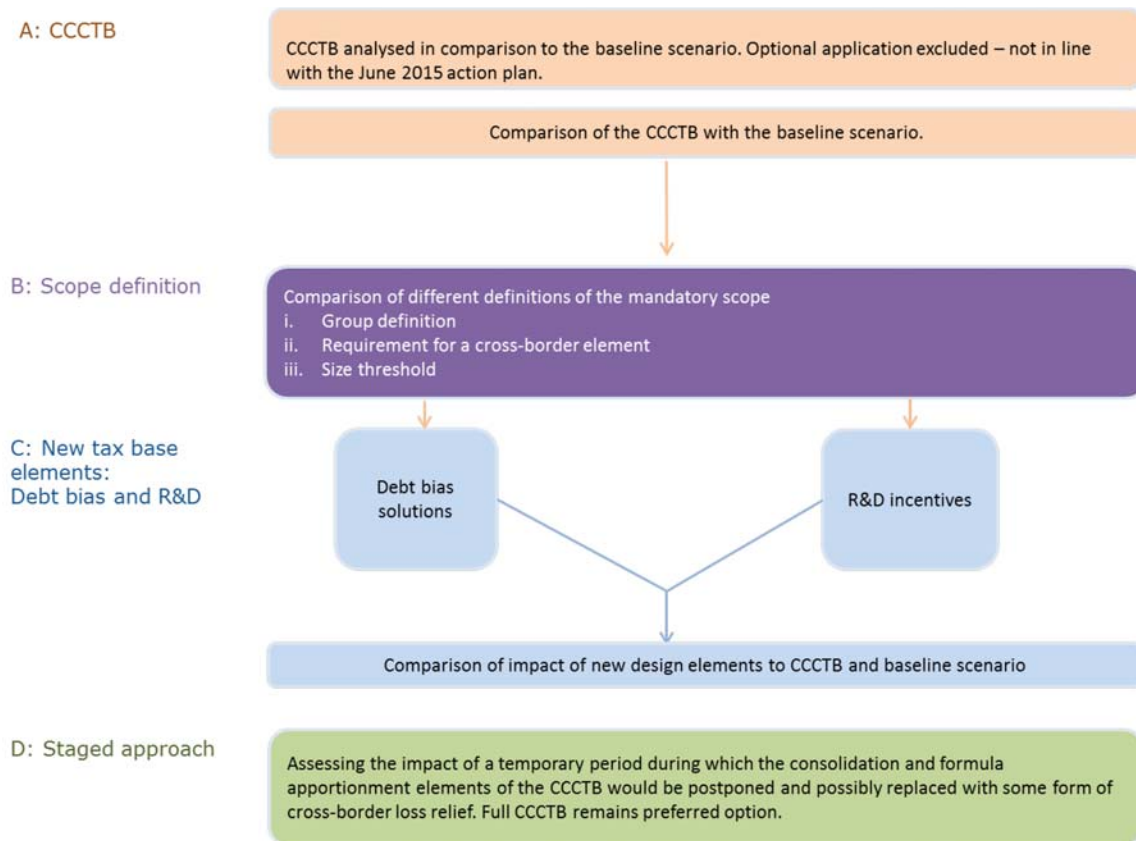 A: CCCTB
CCCTB analysed in comparison to the baseline scenario. Optional application excluded – not in line
with the June 2015 action plan.
Comparison of the CCCTB with the baseline scenario.
B: Scope definition
Comparison of different definitions of the mandatory scope
i. Group definition
ii. Requirement for a cross-border element
iii. Size threshold
C: New tax base
elements:
Debt bias and R&D
Debt bias
solutions
R&D incentives
Comparison of impact of new design elements to CCCTB and baseline scenario
D: Staged approach
Assessing the impact of a temporary period during which the consolidation and formula
apportionment elements of the CCCTB would be postponed and possibly replaced with some form of
cross-border loss relief. Full CCCTB remains preferred option.